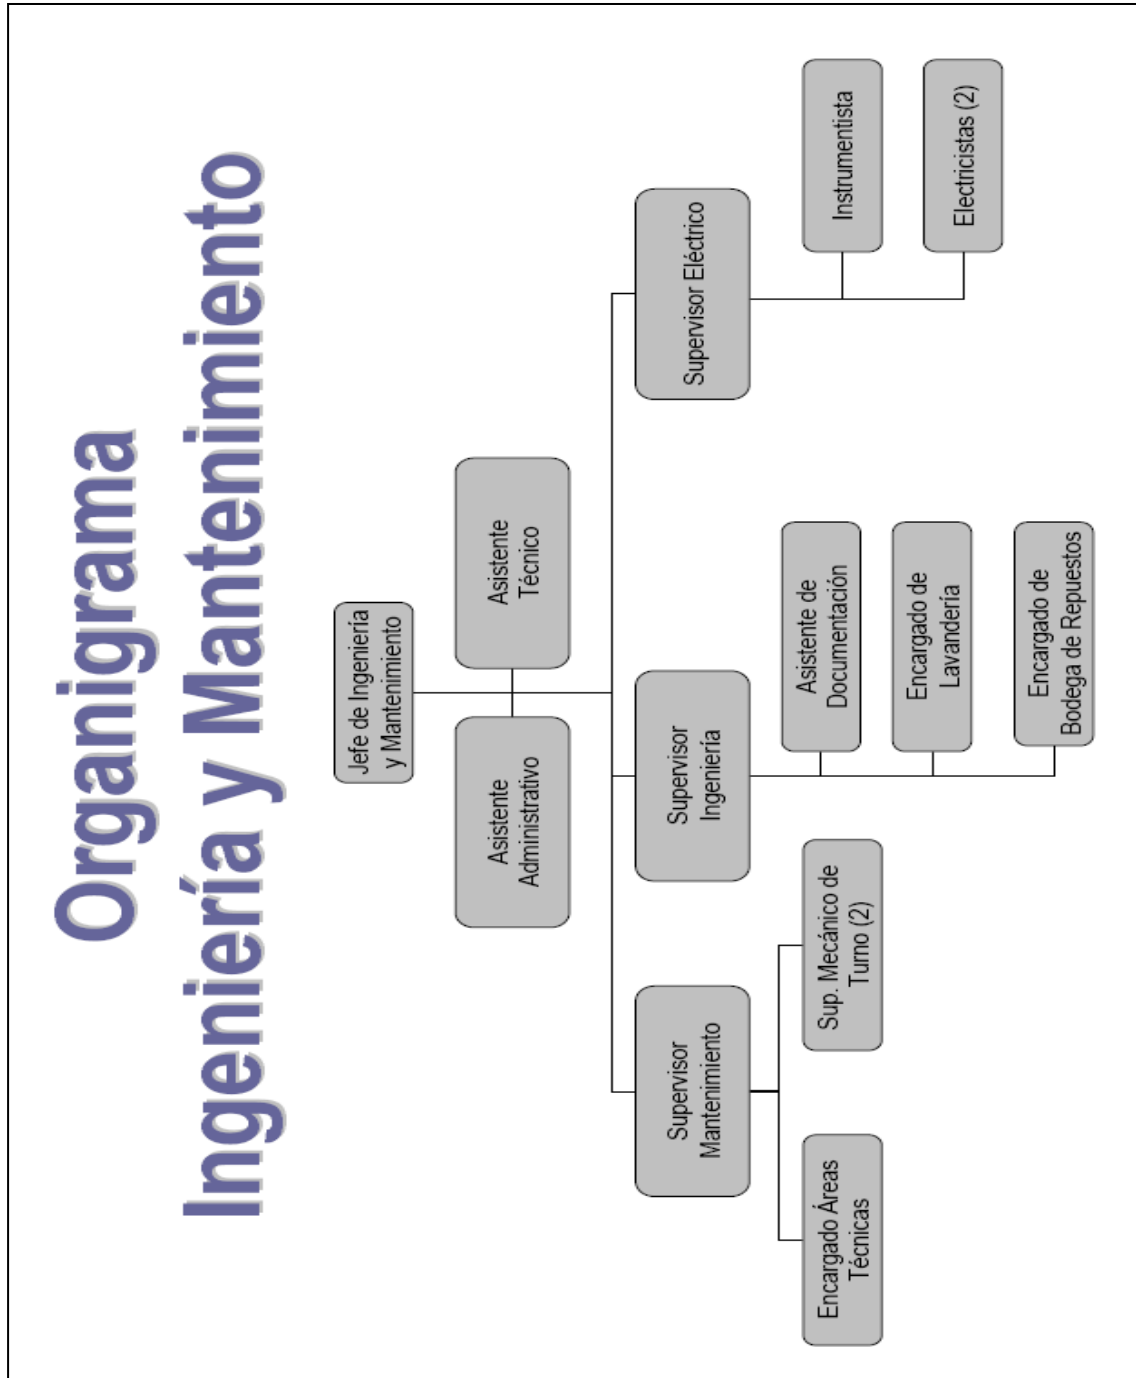 Organigrama
Ingeniería y Mantenimiento
Jefe de Ingeniería
y Mantenimiento
Asistente
Administrativo
Asistente
Técnico
Supervisor
Mantenimiento
Supervisor
Ingeniería
Supervisor Eléctrico
Encargado Áreas
Técnicas
Sup. Mecánico de
Turno (2)
Asistente de
Documentación
Encargado de
Lavandería
Encargado de
Bodega de Repuestos
Instrumentista
Electricistas (2)